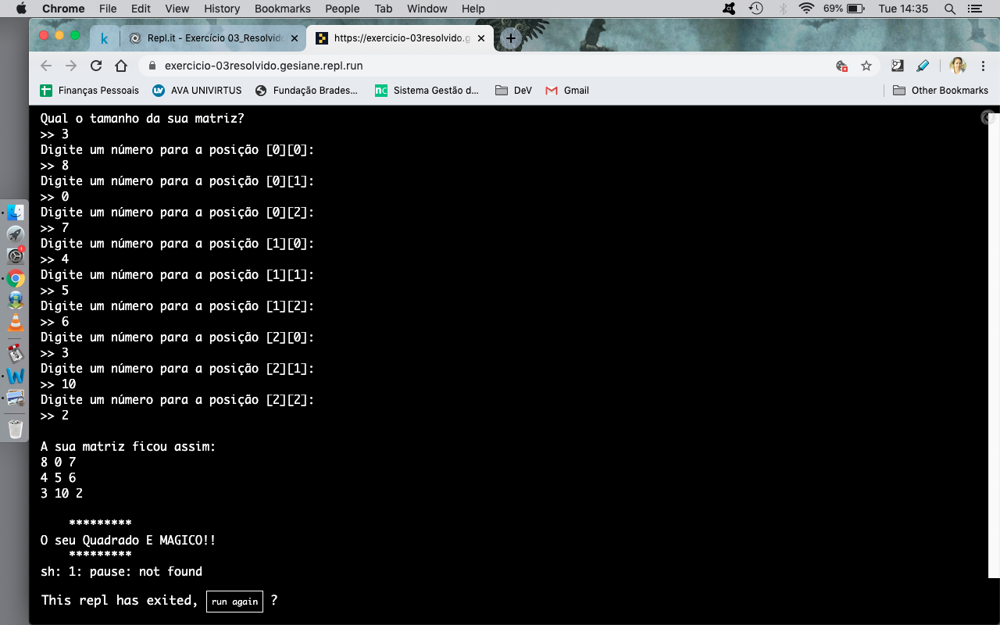 Chrome File Edit View History Bookmarks People Tab Window Help 69% Tue 14:35
k Repl.it - Exercício 03_Resolvid https://exercicio-03resolvido.g
exercicio-03resolvido.gesiane.repl.run
Finanças Pessoais LV AVA UNIVIRTUS Fundação Brades... nc Sistema Gestão d... DeV Gmail Other Bookmarks
Qual o tamanho da sua matriz?
>> 3
Digite um número para a posição [0][0]:
>> 8
Digite um número para a posição [0][1]:
>> 0
Digite um número para a posição [0][2]:
>> 7
Digite um número para a posição [1][0]:
>> 4
Digite um número para a posição [1][1]:
>> 5
Digite um número para a posição [1][2]:
>> 6
Digite um número para a posição [2][0]:
>> 3
Digite um número para a posição [2][1]:
>> 10
Digite um número para a posição [2][2]:
>> 2
A sua matriz ficou assim:
8 0 7
4 5 6
3 10 2
*********
O seu Quadrado E MAGICO!!
*********
sh: 1: pause: not found
This repl has exited, run again ?